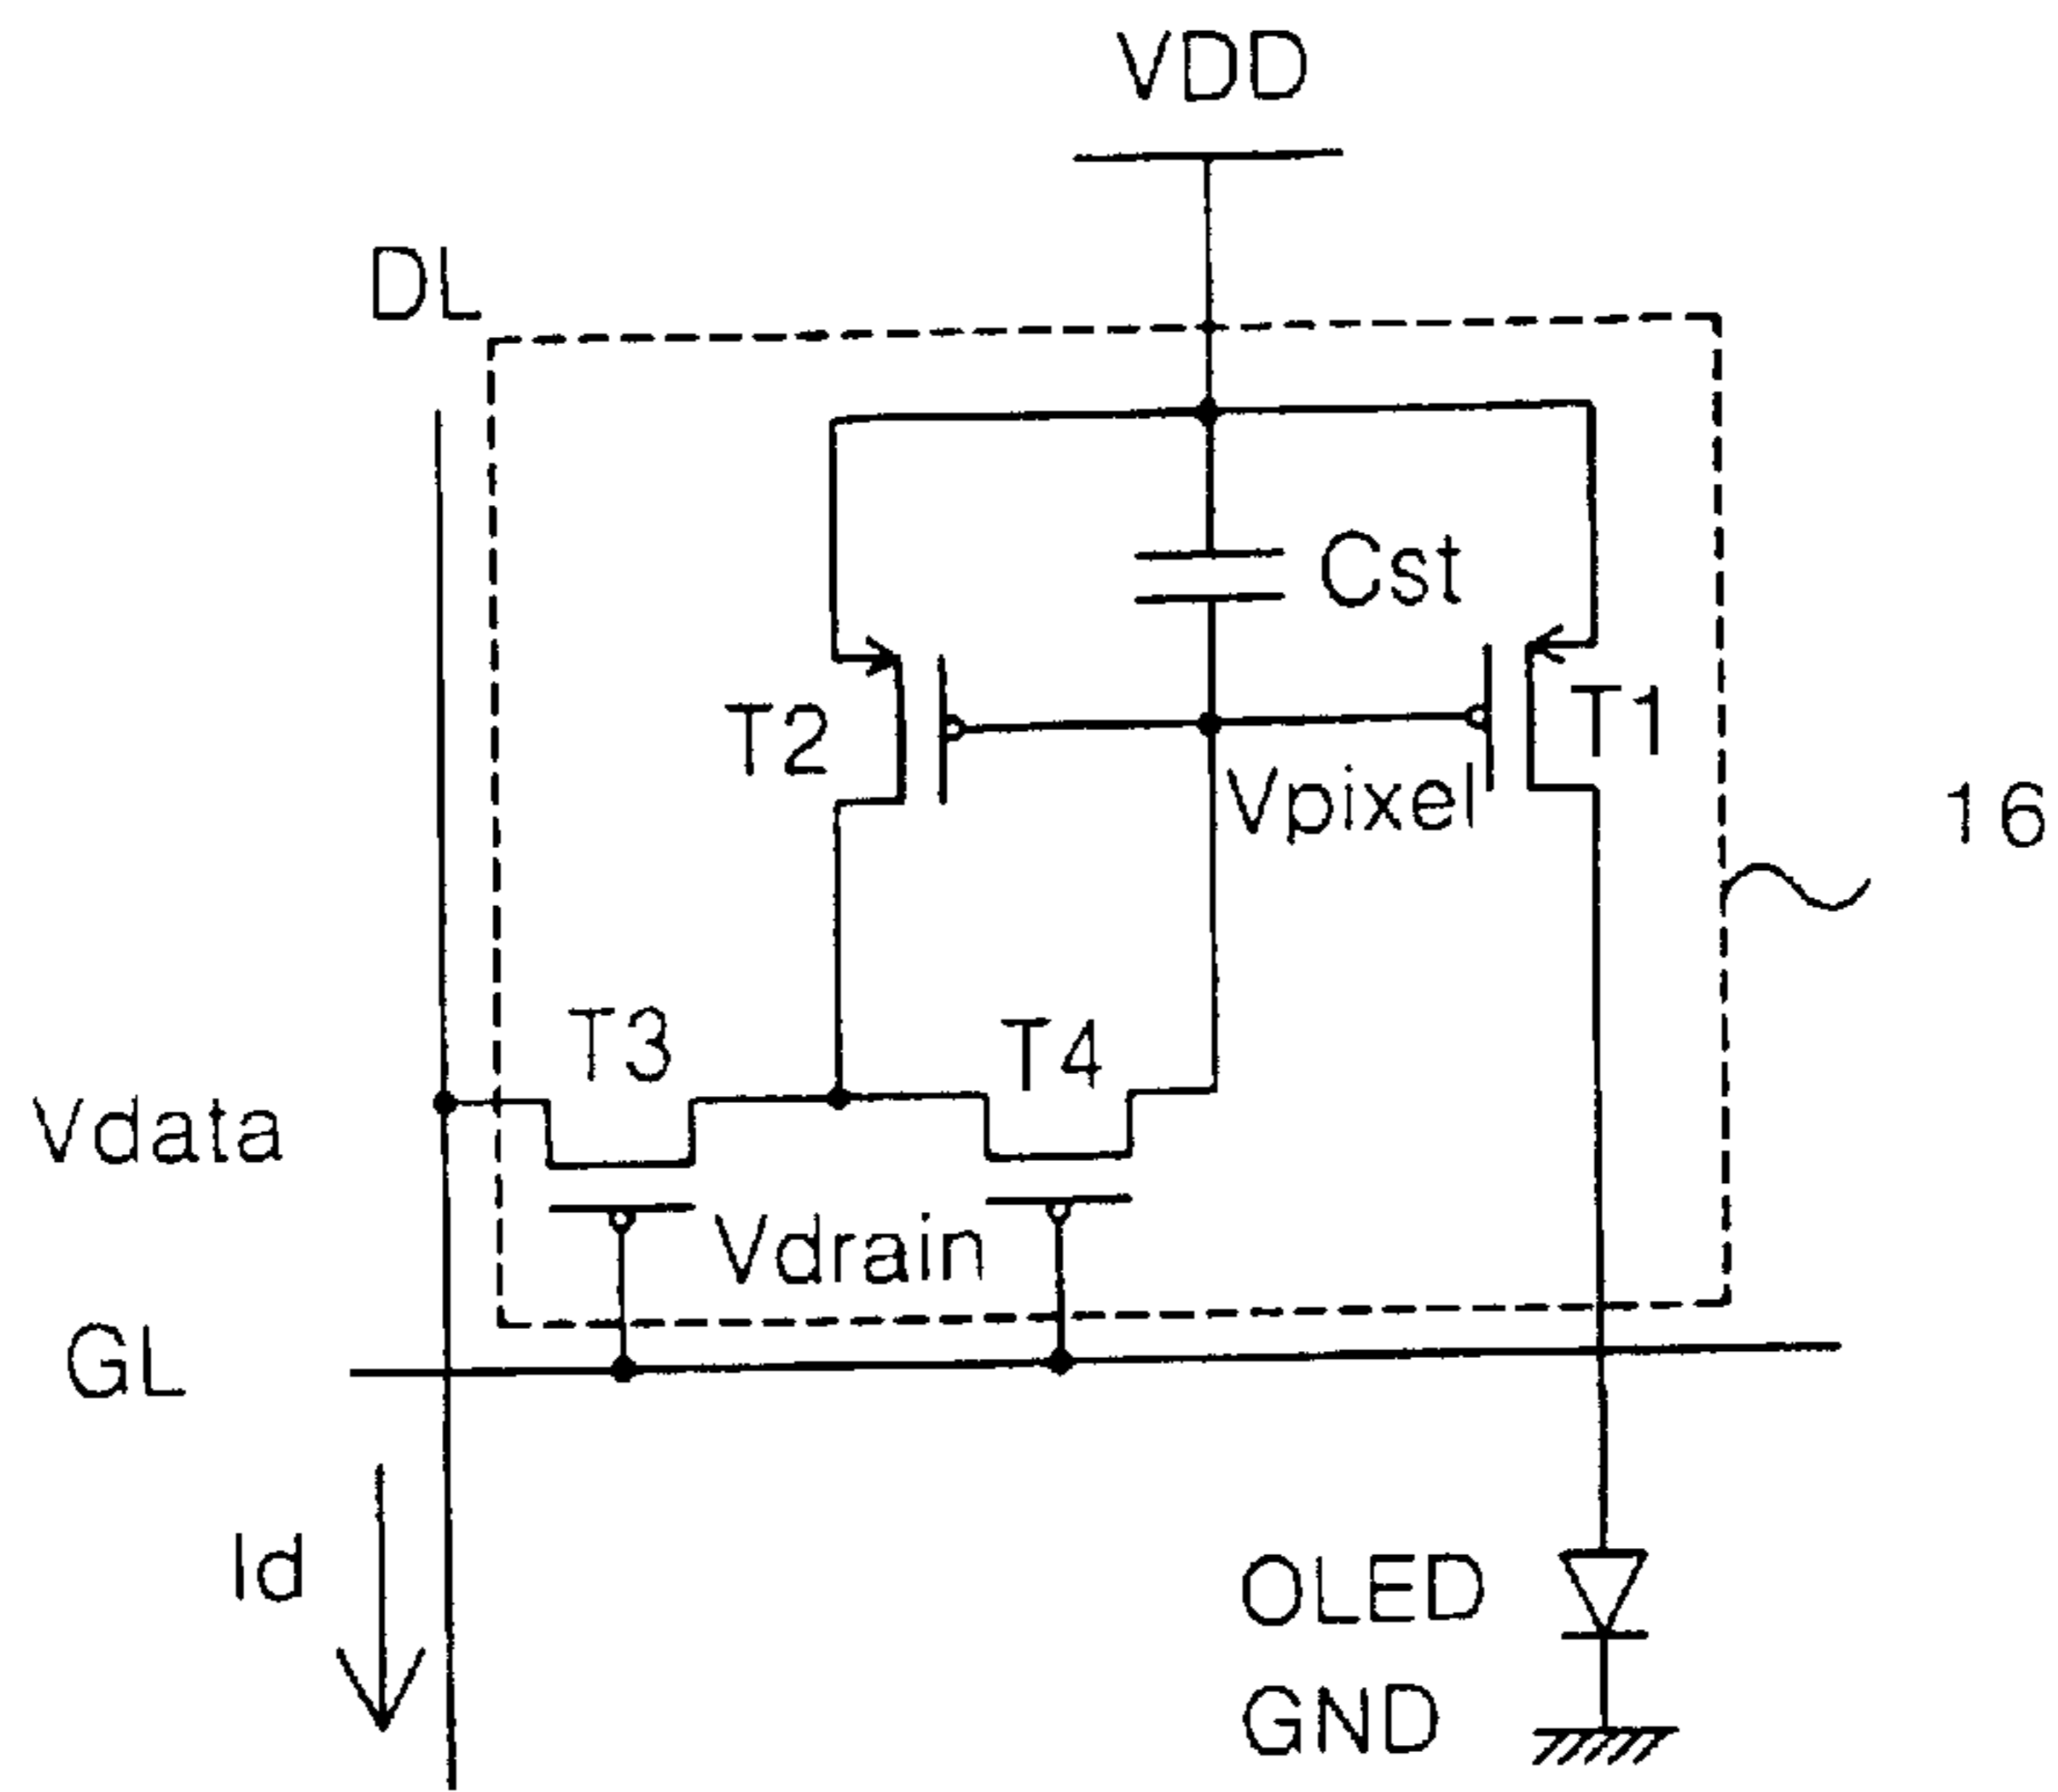 VDD
DL
Cst
T2
T1
Vpixel
16
T3
T4
Vdata
Vdrain
GL
Id
OLED
GND